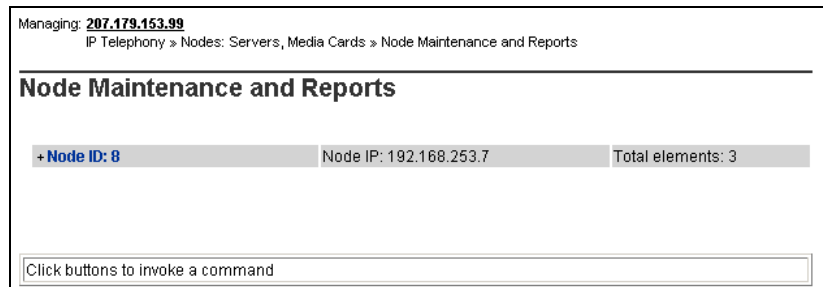 Managing: 207.179.153.99
IP Telephony » Nodes: Servers, Media Cards » Node Maintenance and Reports
Node Maintenance and Reports
+ Node ID: 8 Node IP: 192.168.253.7 Total elements: 3
Click buttons to invoke a command